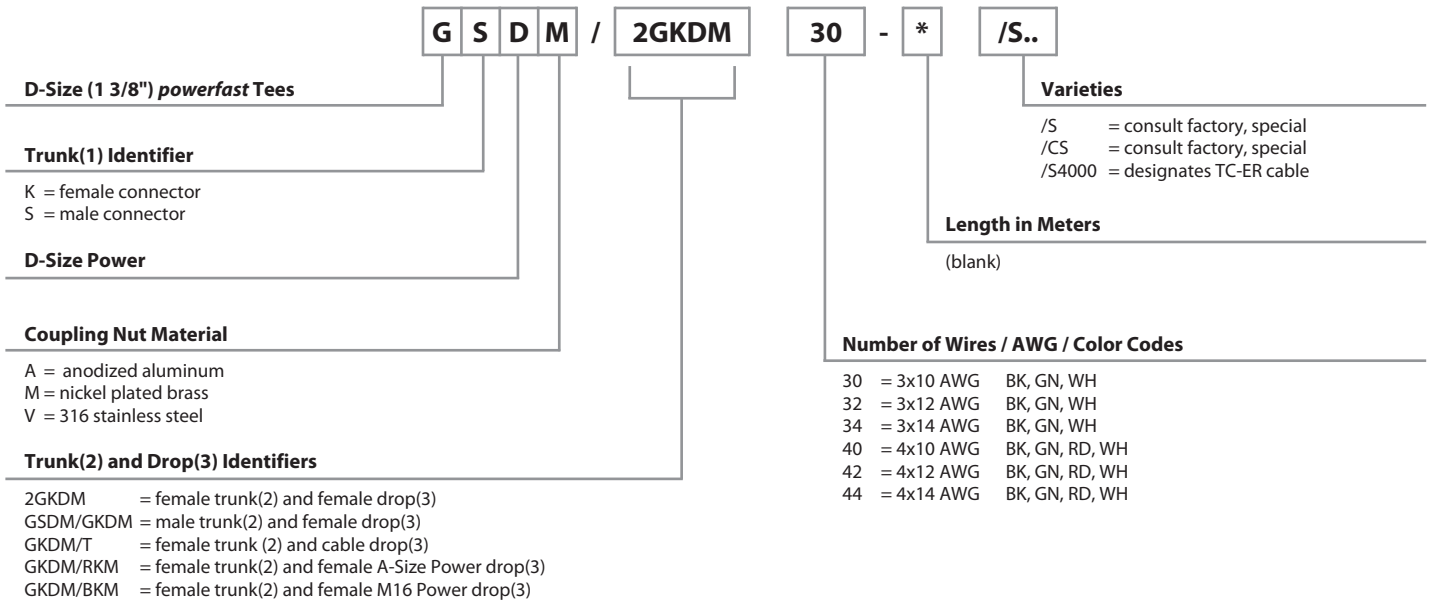 G S D M / 2GKDM 30 - * /S..
D-Size (1 3/8") powerfast Tees
Trunk(1) Identifier
K = female connector
S = male connector
D-Size Power
Coupling Nut Material
A = anodized aluminum
M = nickel plated brass
V = 316 stainless steel
Trunk(2) and Drop(3) Identifiers
2GKDM = female trunk(2) and female drop(3)
GSDM/GKDM = male trunk(2) and female drop(3)
GKDM/T = female trunk (2) and cable drop(3)
GKDM/RKM = female trunk(2) and female A-Size Power drop(3)
GKDM/BKM = female trunk(2) and female M16 Power drop(3)
Varieties
/S = consult factory, special
/CS = consult factory, special
/S4000 = designates TC-ER cable
Length in Meters
(blank)
Number of Wires / AWG / Color Codes
30 = 3x10 AWG BK, GN, WH
32 = 3x12 AWG BK, GN, WH
34 = 3x14 AWG BK, GN, WH
40 = 4x10 AWG BK, GN, RD, WH
42 = 4x12 AWG BK, GN, RD, WH
44 = 4x14 AWG BK, GN, RD, WH